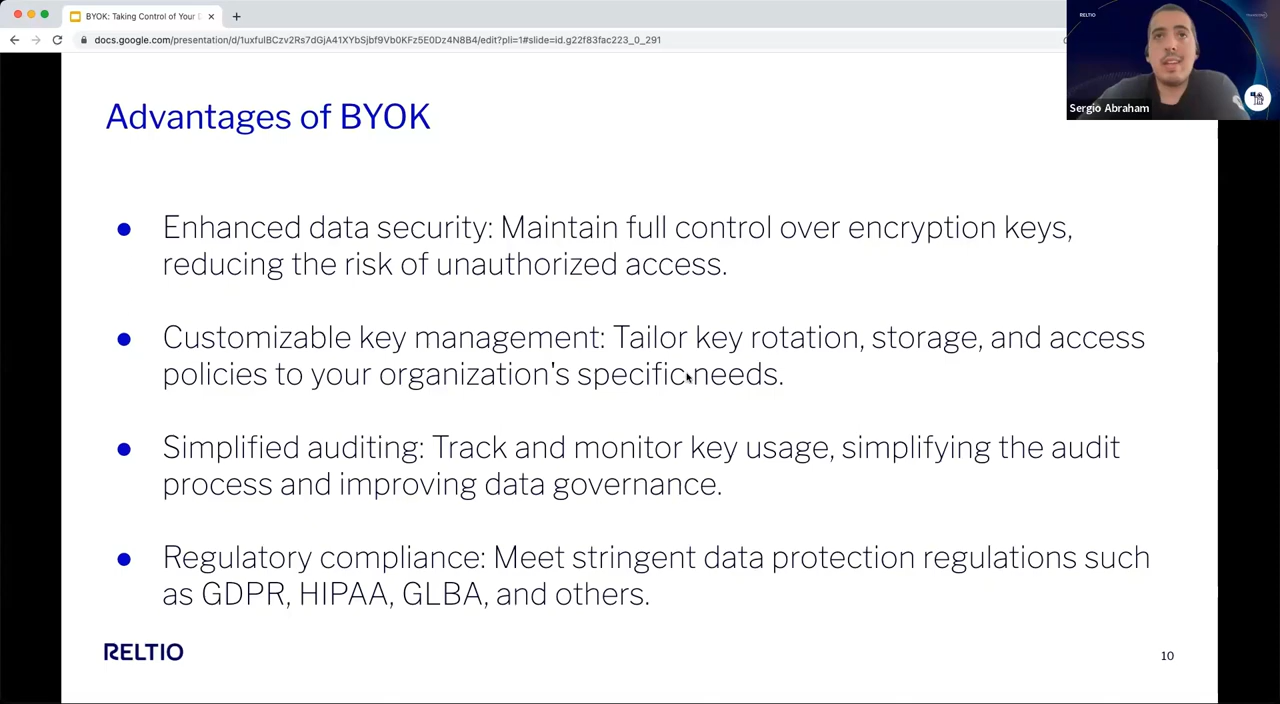 BYOK: Taking Control of Your D
docs.google.com/presentation/d/1uxfulBCzv2Rs7dGjA41XYbSbf9Vb0KFz5E0Dz4N8B4/edit?pli=1#slide=id.g22f83fac223_0_291
RELTIO
Sergio Abraham
Advantages of BYOK
● Enhanced data security: Maintain full control over encryption keys,
reducing the risk of unauthorized access.
● Customizable key management: Tailor key rotation, storage, and access
policies to your organization's specific needs.
● Simplified auditing: Track and monitor key usage, simplifying the audit
process and improving data governance.
● Regulatory compliance: Meet stringent data protection regulations such
as GDPR, HIPAA, GLBA, and others.
RELTIO
10